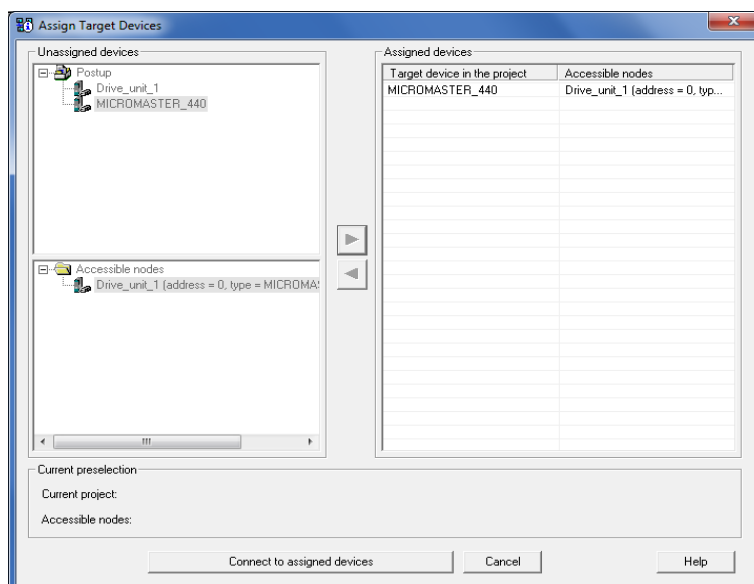 Assign Target Devices
Unassigned devices
Postup
Drive_unit_1
MICROMASTER_440
Accessible nodes
Drive_unit_1 (address = 0, type = MICROMAS
Assigned devices
Target device in the project Accessible nodes
MICROMASTER_440 Drive_unit_1 (address = 0, typ...
Current preselection
Current project:
Accessible nodes:
Connect to assigned devices Cancel Help